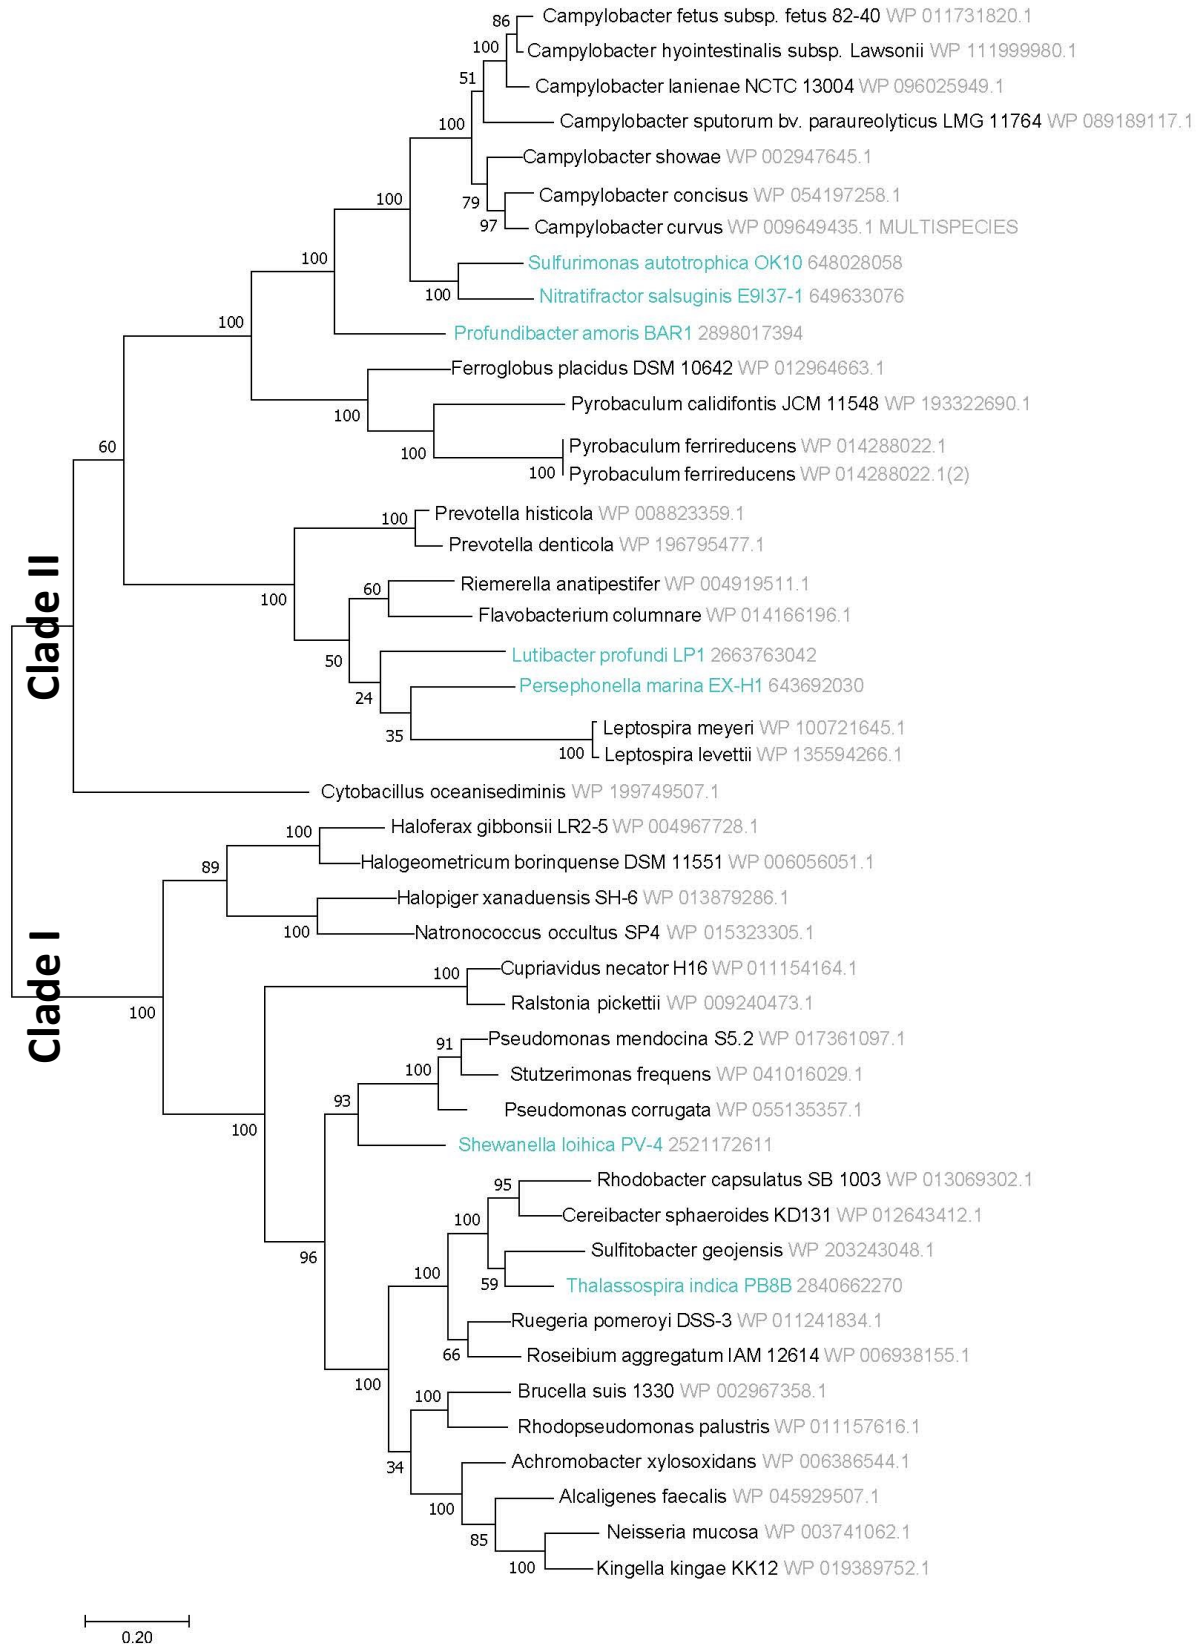 86
Campylobacter fetus subsp. fetus 82-40 WP 011731820.1
100
Campylobacter hyointestinalis subsp. Lawsonii WP 111999980.1
51
Campylobacter lanienae NCTC 13004 WP 096025949.1
100
Campylobacter sputorum bv. paraureolyticus LMG 11764 WP 089189117.1
Campylobacter showae WP 002947645.1
100
79
Campylobacter concisus WP 054197258.1
97
Campylobacter curvus WP 009649435.1 MULTISPECIES
100
Sulfurimonas autotrophica OK10 648028058
100
Nitratifractor salsuginis E9I37-1 649633076
100
Profundibacter amoris BAR1 2898017394
Ferroglobus placidus DSM 10642 WP 012964663.1
100
Pyrobaculum calidifontis JCM 11548 WP 193322690.1
60
100
Pyrobaculum ferrireducens WP 014288022.1
100
Pyrobaculum ferrireducens WP 014288022.1(2)
100
Prevotella histicola WP 008823359.1
Prevotella denticola WP 196795477.1
Clade II
100
60
Riemerella anatipestifer WP 004919511.1
Flavobacterium columnare WP 014166196.1
50
Lutibacter profundi LP1 2663763042
24
Persephonella marina EX-H1 643692030
35
Leptospira meyeri WP 100721645.1
100
Leptospira levettii WP 135594266.1
Cytobacillus oceanisediminis WP 199749507.1
100
Haloferax gibbonsii LR2-5 WP 004967728.1
89
Halogeometricum borinquense DSM 11551 WP 006056051.1
Halopiger xanaduensis SH-6 WP 013879286.1
100
Natronococcus occultus SP4 WP 015323305.1
Clade I
100
100
Cupriavidus necator H16 WP 011154164.1
Ralstonia pickettii WP 009240473.1
91
Pseudomonas mendocina S5.2 WP 017361097.1
100
Stutzerimonas frequens WP 041016029.1
93
Pseudomonas corrugata WP 055135357.1
100
Shewanella loihica PV-4 2521172611
95
Rhodobacter capsulatus SB 1003 WP 013069302.1
100
Cereibacter sphaeroides KD131 WP 012643412.1
96
Sulfitobacter geojensis WP 203243048.1
100
59
Thalassospira indica PB8B 2840662270
Ruegeria pomeroyi DSS-3 WP 011241834.1
66
Roseibium aggregatum IAM 12614 WP 006938155.1
100
100
Brucella suis 1330 WP 002967358.1
Rhodopseudomonas palustris WP 011157616.1
34
Achromobacter xylosoxidans WP 006386544.1
100
Alcaligenes faecalis WP 045929507.1
85
Neisseria mucosa WP 003741062.1
100
Kingella kingae KK12 WP 019389752.1
0.20